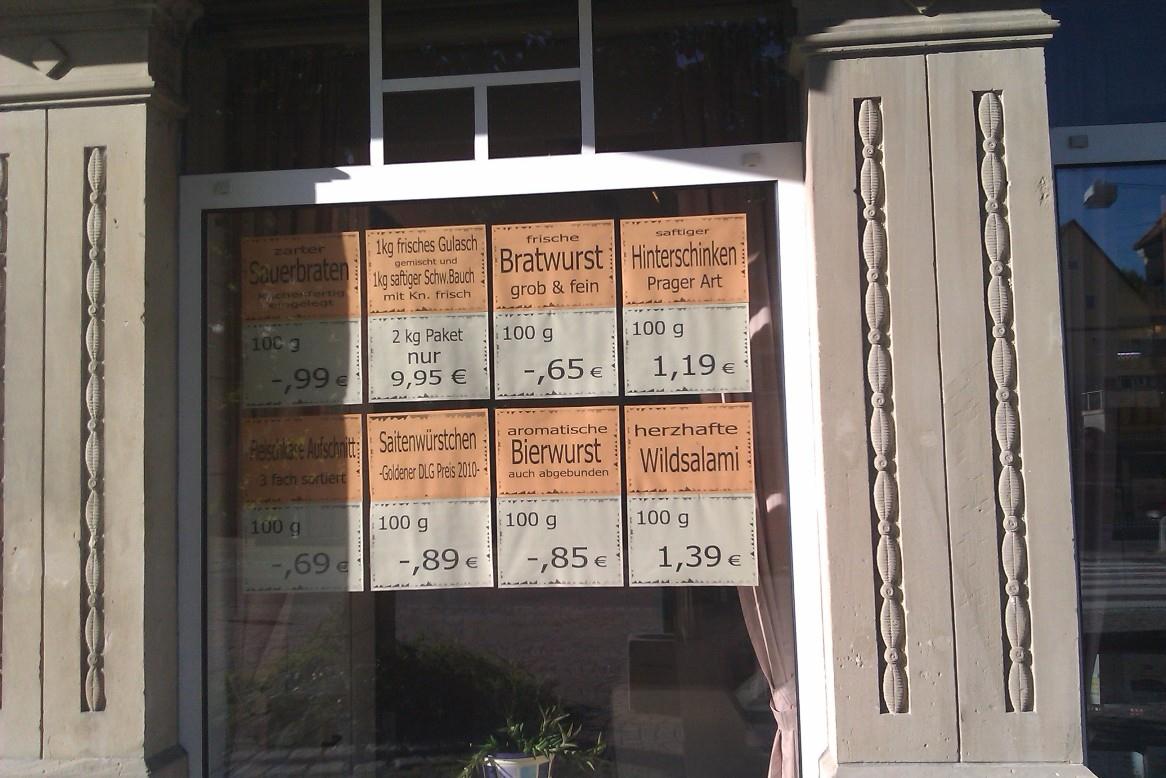 zarter
Sauerbraten
küchenfertig
eingelegt
100 g
-,99 €
1kg frisches Gulasch
gemischt und
1kg saftiger Schw.Bauch
mit Kn. frisch
2 kg Paket
nur
9,95 €
frische
Bratwurst
grob & fein
100 g
-,65 €
saftiger
Hinterschinken
Prager Art
100 g
1,19 €
Fleischkäse Aufschnitt
3 fach sortiert
100 g
-,69 €
Saitenwürstchen
-Goldener DLG Preis 2010-
100 g
-,89 €
aromatische
Bierwurst
auch abgebunden
100 g
-,85 €
herzhafte
Wildsalami
100 g
1,39 €